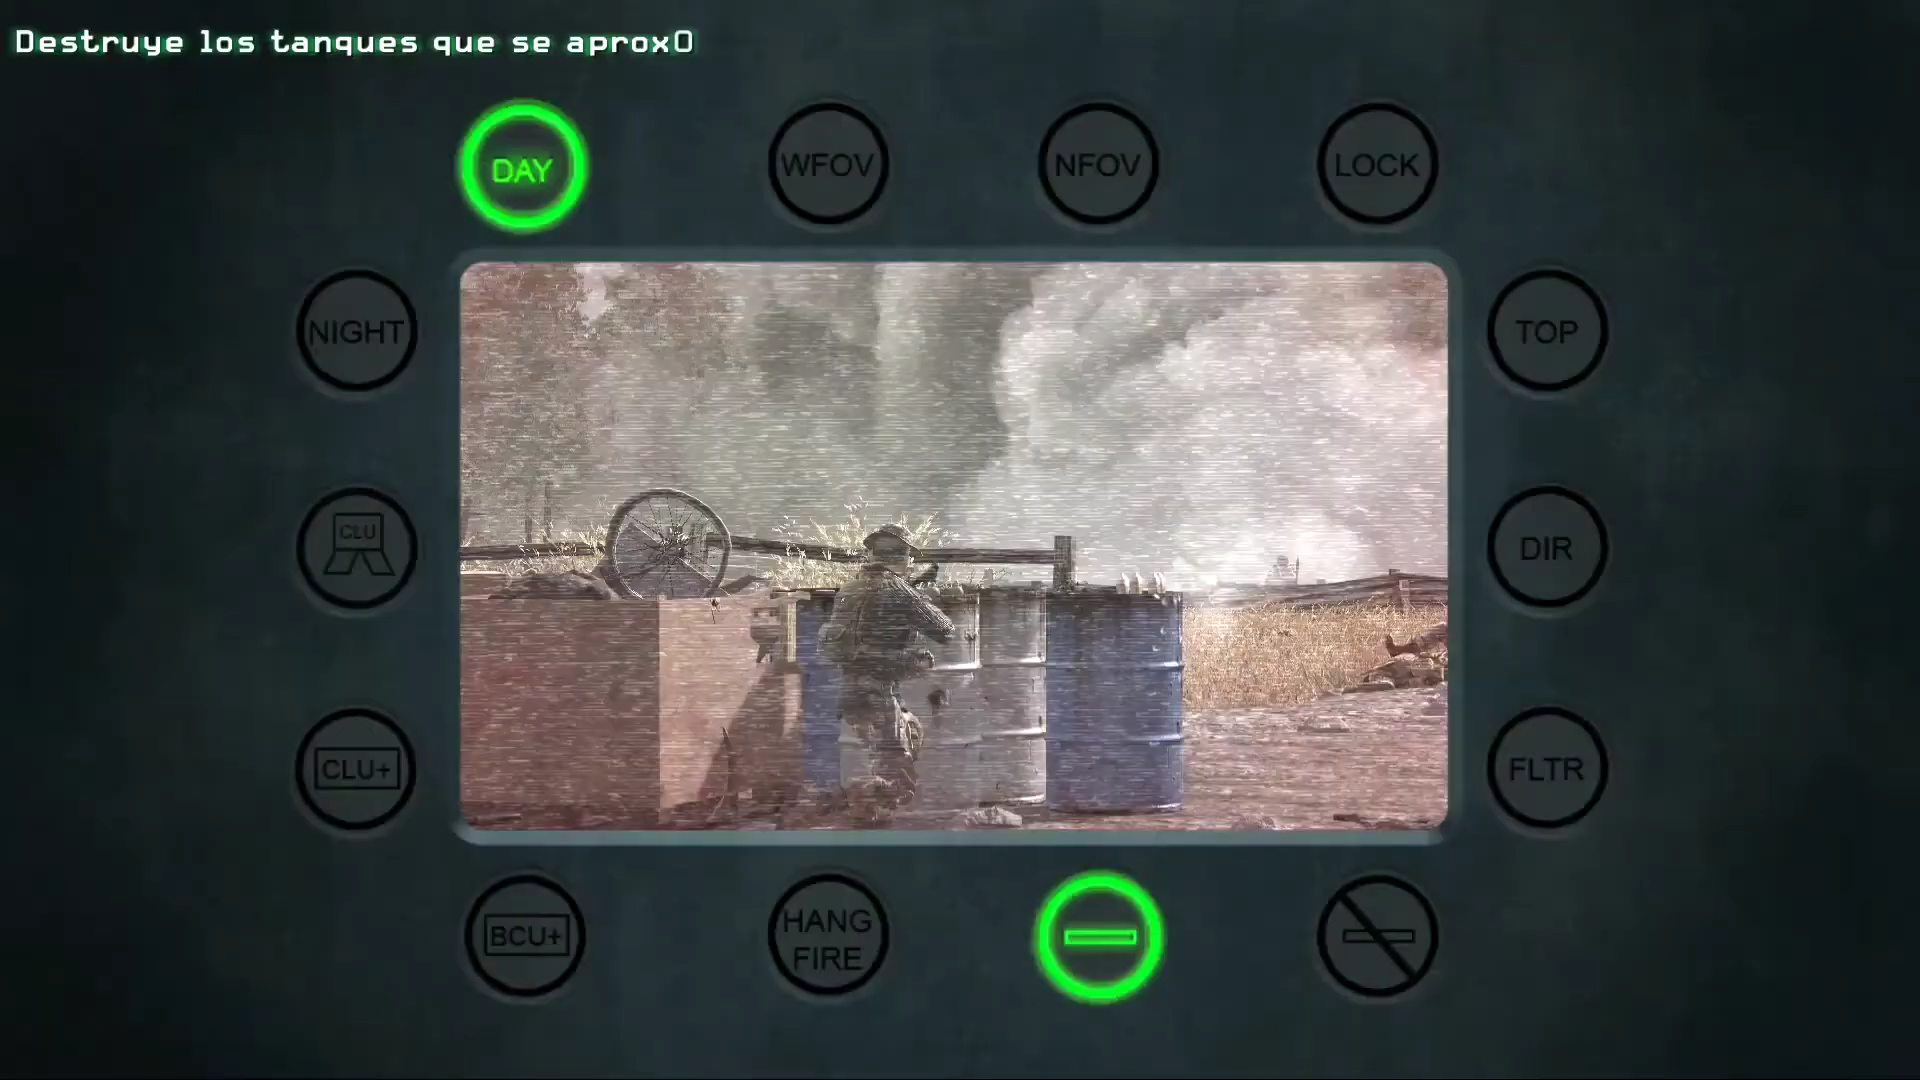 Destruye los tanques que se aprox0
DAY
WFOV
NFOV
LOCK
NIGHT
TOP
CLU
DIR
CLU+
FLTR
BCU+
HANG
FIRE